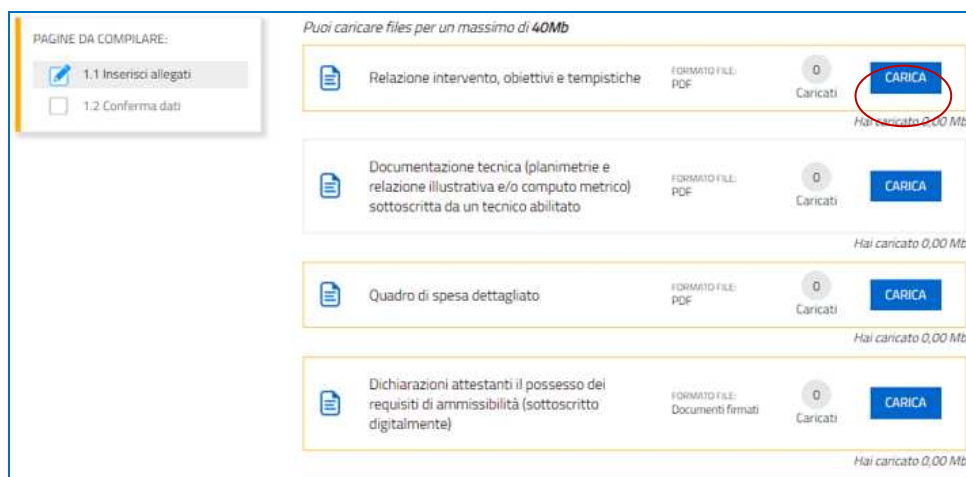 PAGINE DA COMPILARE:
1.1 Inserisci allegati
1.2 Conferma dati
Puoi caricare files per un massimo di 40Mb
Relazione intervento, obiettivi e tempistiche
FORMATO FILE:
PDF
0
Caricati
CARICA
Hai caricato 0,00 Mb
Documentazione tecnica (planimetrie e
relazione illustrativa e/o computo metrico)
sottoscritta da un tecnico abilitato
FORMATO FILE:
PDF
0
Caricati
CARICA
Hai caricato 0,00 Mb
Quadro di spesa dettagliato
FORMATO FILE:
PDF
0
Caricati
CARICA
Hai caricato 0,00 Mb
Dichiarazioni attestanti il possesso dei
requisiti di ammissibilità (sottoscritto
digitalmente)
FORMATO FILE:
Documenti firmati
0
Caricati
CARICA
Hai caricato 0,00 Mb